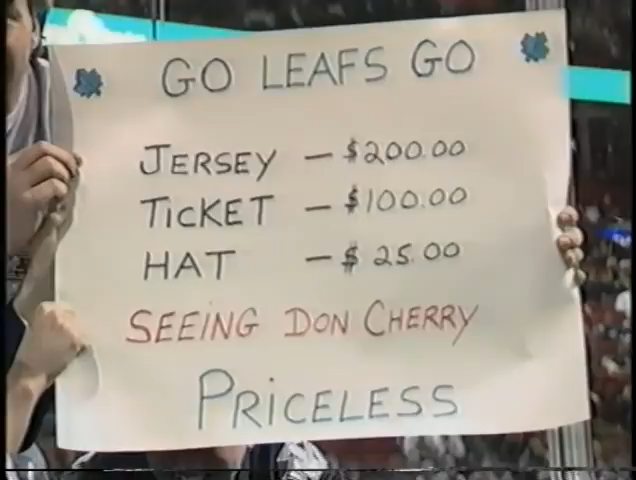 GO LEAFS GO
JERSEY - $200.00
TICKET - $100.00
HAT - $25.00
SEEING DON CHERRY
PRICELESS